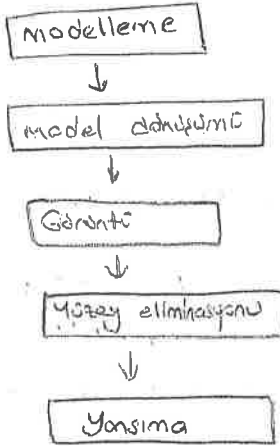 modelleme
model dönüşümü
Görüntü
Yüzey eliminasyonu
Yansıma